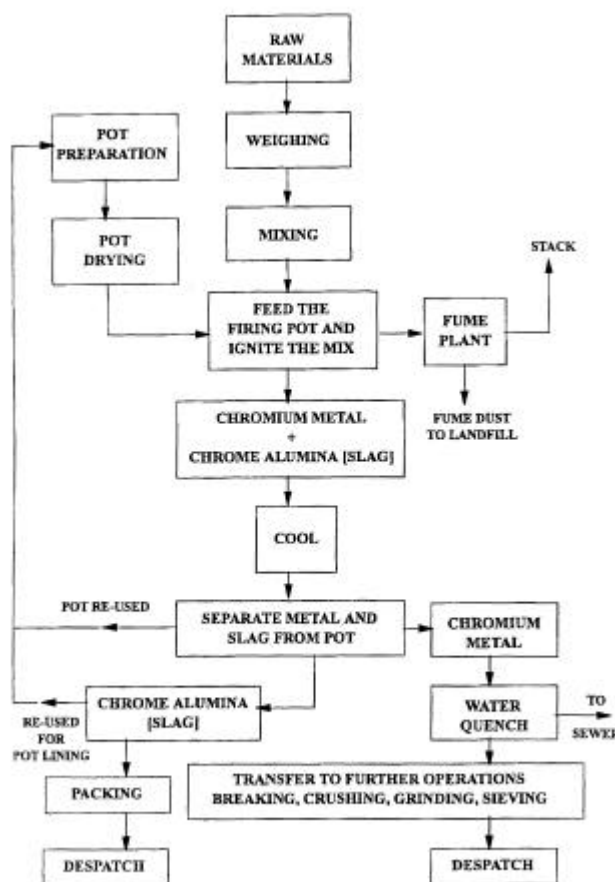 RAW
MATERIALS
POT
PREPARATION
WEIGHING
POT
DRYING
MIXING
STACK
FEED THE
FIRING POT AND
IGNITE THE MIX
FUME
PLANT
FUME DUST
TO LANDFILL
CHROMIUM METAL
+
CHROME ALUMINA [SLAG]
COOL
POT RE-USED
SEPARATE METAL AND
SLAG FROM POT
CHROMIUM
METAL
CHROME ALUMINA
[SLAG]
RE-USED
FOR
POT LINING
WATER
QUENCH
TO
SEWER
PACKING
TRANSFER TO FURTHER OPERATIONS
BREAKING, CRUSHING, GRINDING, SIEVING
DESPATCH
DESPATCH